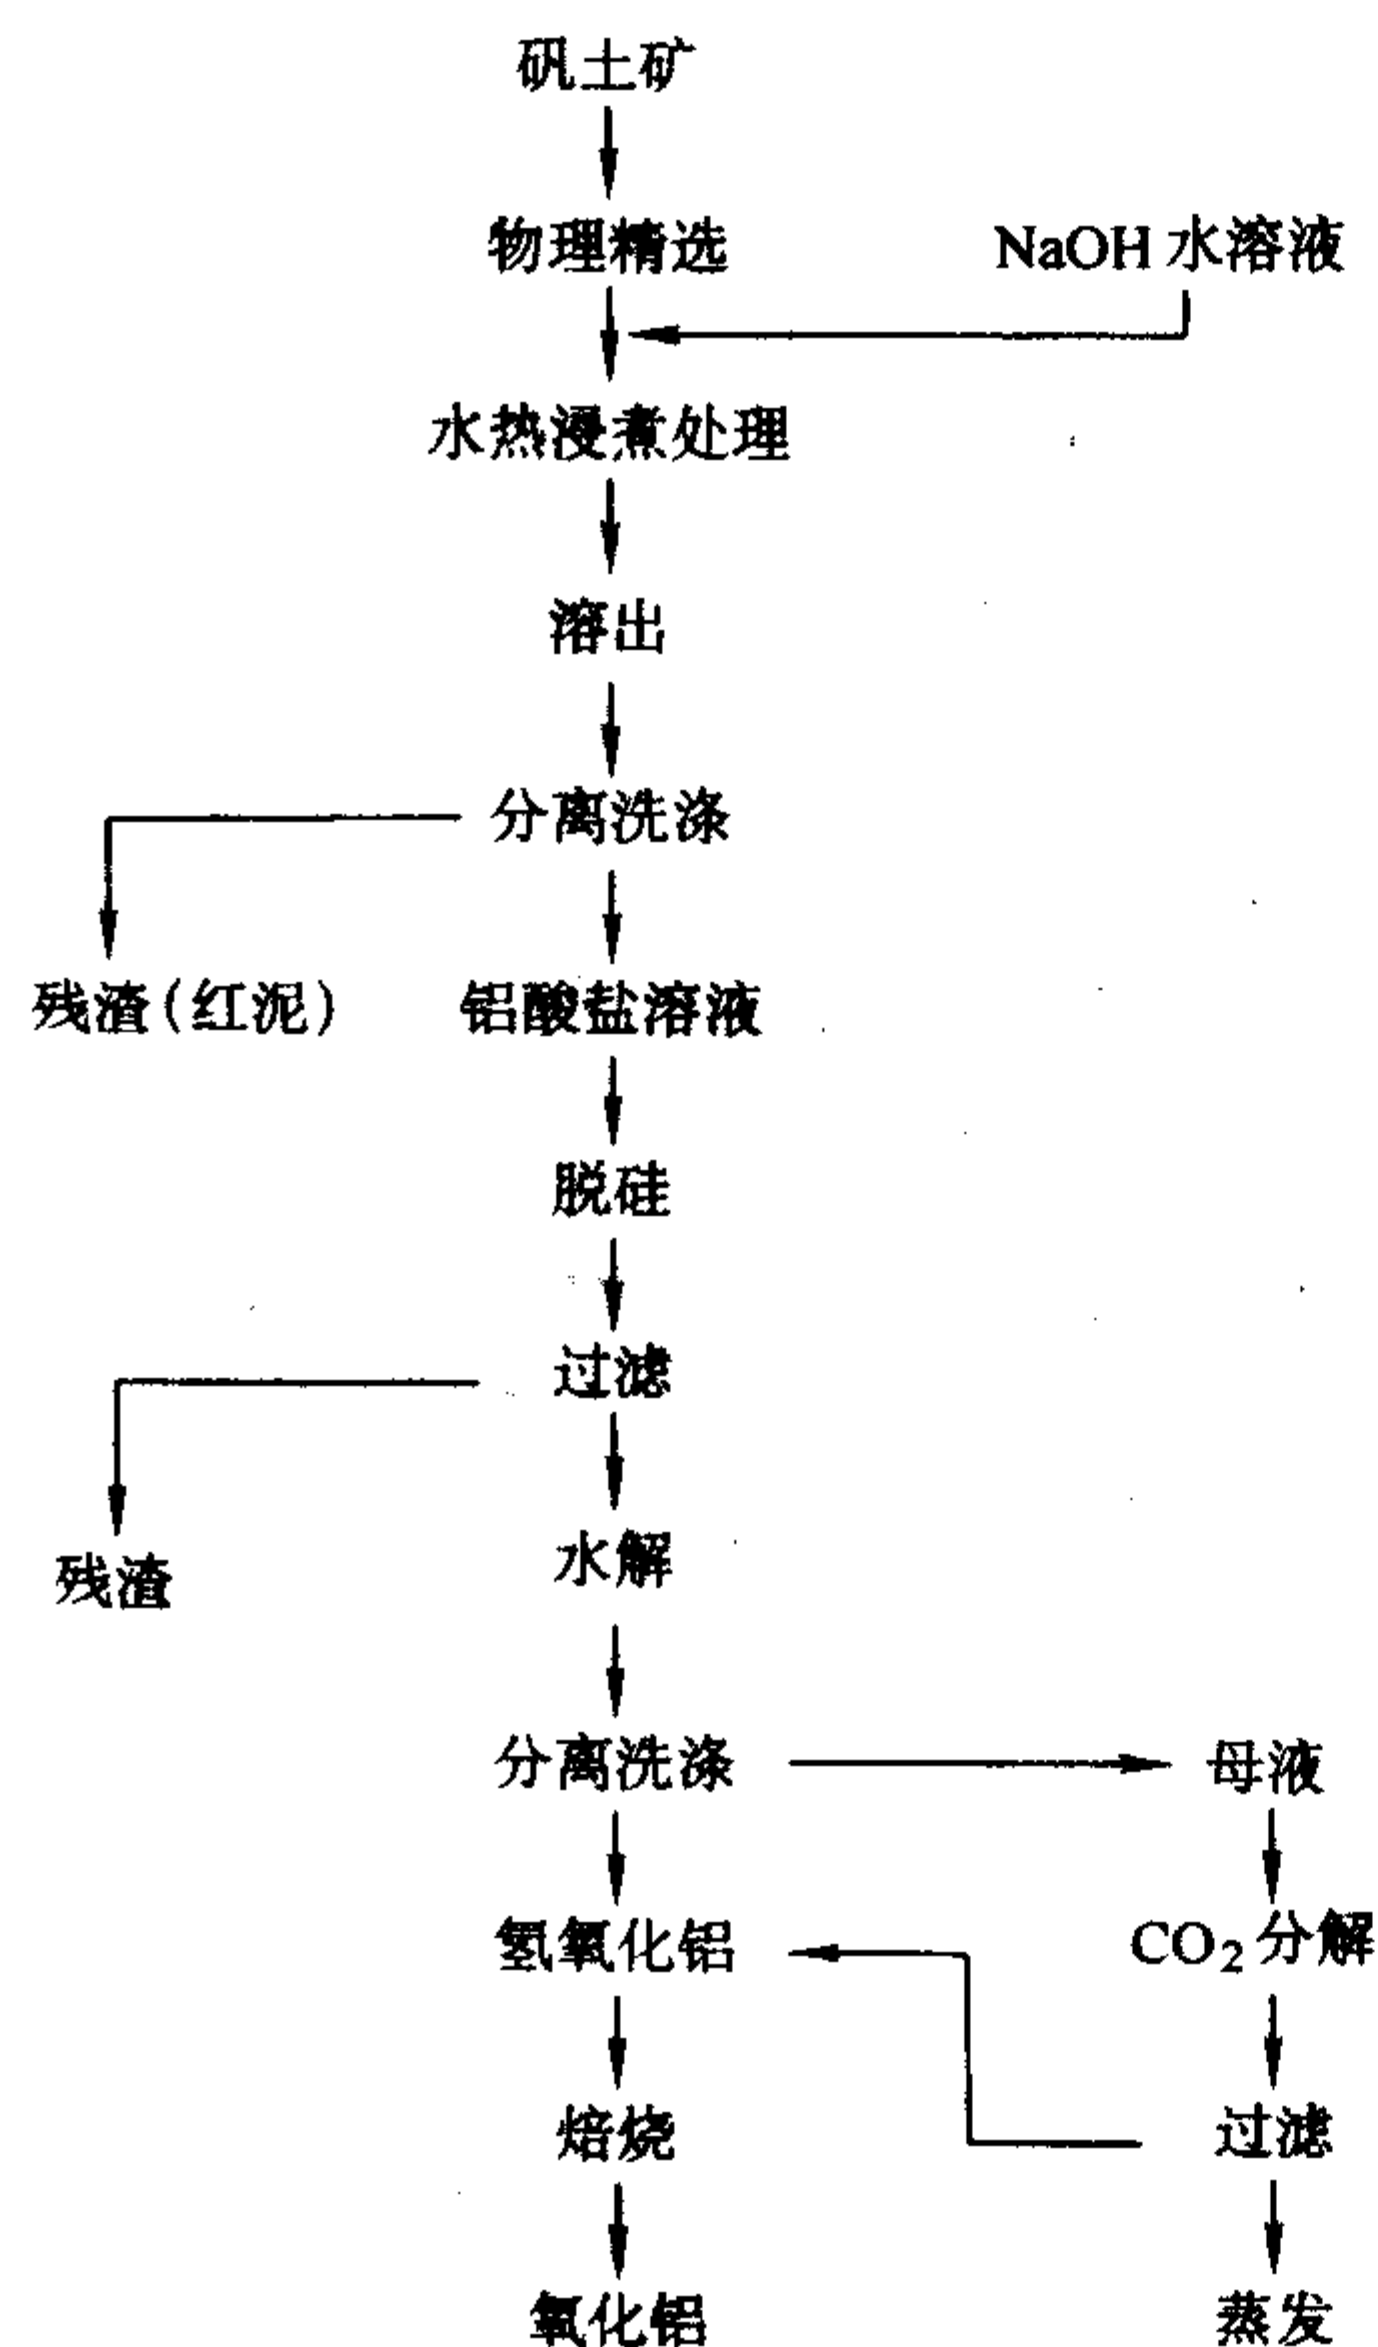 矾土矿
物理精选
NaOH 水溶液
水热浸煮处理
溶出
分离洗涤
残渣(红泥)
铝酸盐溶液
脱硅
过滤
残渣
水解
分离洗涤
母液
氢氧化铝
CO₂ 分解
焙烧
过滤
氧化铝
蒸发